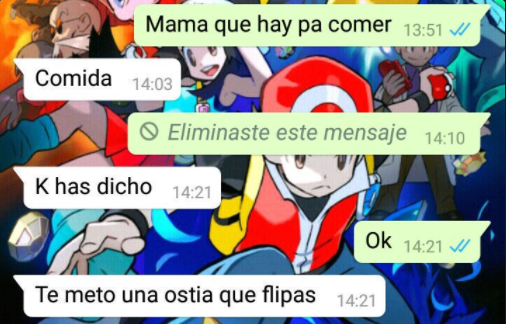 Mama que hay pa comer 13:51
Comida 14:03
Eliminaste este mensaje 14:10
K has dicho 14:21
Ok 14:21
Te meto una ostia que flipas 14:21